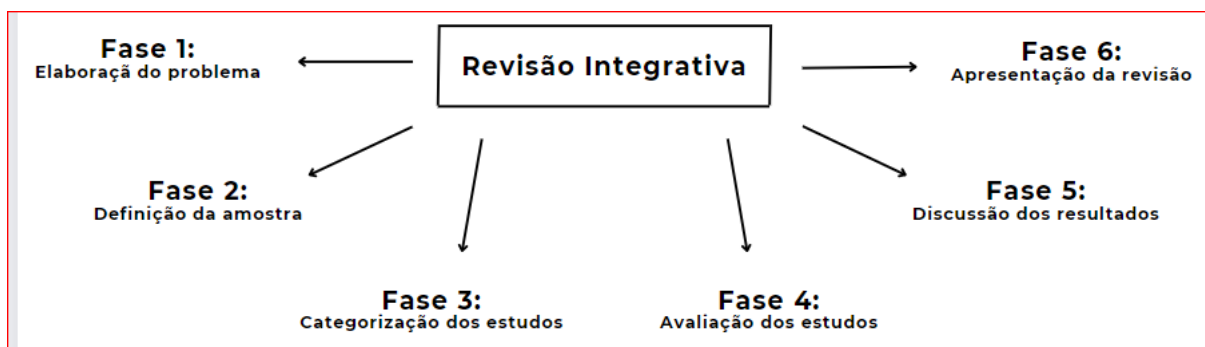 Revisão Integrativa
Fase 1:
Elaboraçã do problema
Fase 2:
Definição da amostra
Fase 3:
Categorização dos estudos
Fase 4:
Avaliação dos estudos
Fase 5:
Discussão dos resultados
Fase 6:
Apresentação da revisão